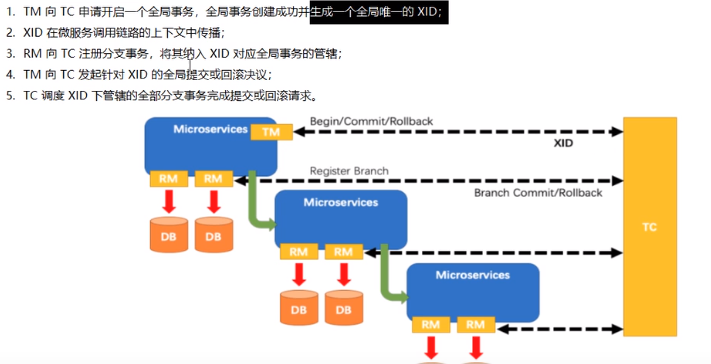 1. TM 向 TC 申请开启一个全局事务，全局事务创建成功并生成一个全局唯一的 XID；
2. XID 在微服务调用链路的上下文中传播；
3. RM 向 TC 注册分支事务，将其纳入 XID 对应全局事务的管辖；
4. TM 向 TC 发起针对 XID 的全局提交或回滚决议；
5. TC 调度 XID 下管辖的全部分支事务完成提交或回滚请求。
Begin/Commit/Rollback
Microservices
TM
XID
RM
RM
Register Branch
Branch Commit/Rollback
Microservices
TC
DB
DB
RM
RM
Microservices
DB
DB
RM
RM